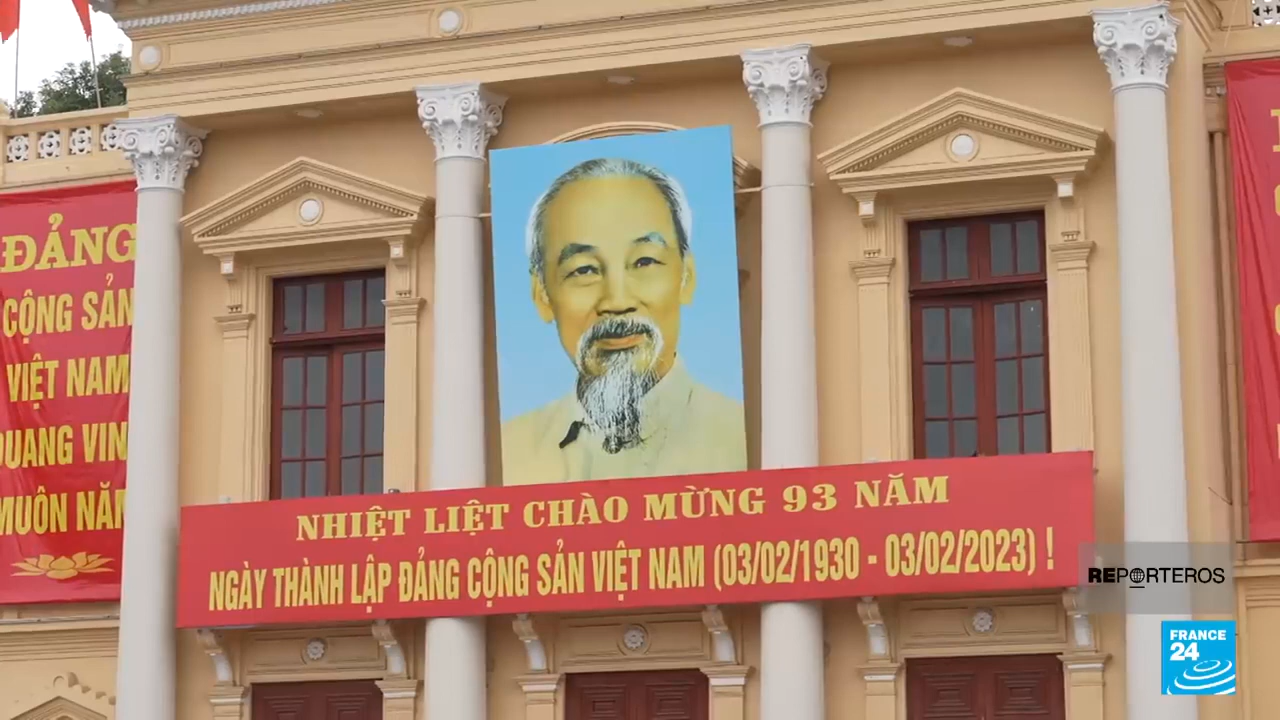 ĐẢNG
CỘNG SẢN
VIỆT NAM
QUANG VIN
MUÔN NĂM
NHIỆT LIỆT CHÀO MỪNG 93 NĂM
NGÀY THÀNH LẬP ĐẢNG CỘNG SẢN VIỆT NAM (03/02/1930 - 03/02/2023) !
REPORTEROS
FRANCE
24